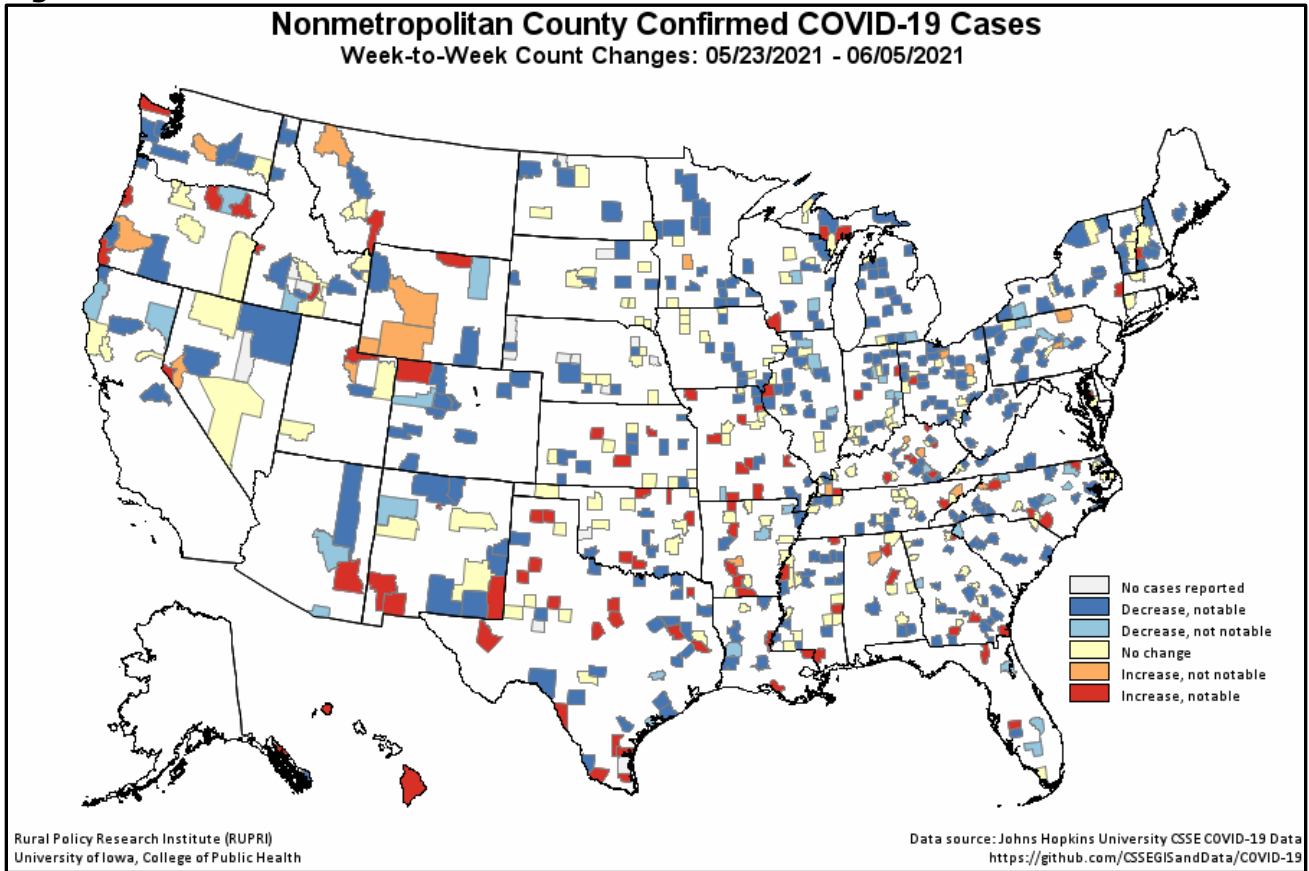 Nonmetropolitan County Confirmed COVID-19 Cases
Week-to-Week Count Changes: 05/23/2021 - 06/05/2021
No cases reported
Decrease, notable
Decrease, not notable
No change
Increase, not notable
Increase, notable
Rural Policy Research Institute (RUPRI)
University of Iowa, College of Public Health
Data source: Johns Hopkins University CSSE COVID-19 Data
https://github.com/CSSEGISandData/COVID-19